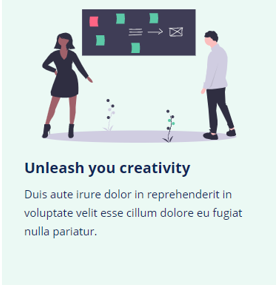 Unleash you creativity
Duis aute irure dolor in reprehenderit in
voluptate velit esse cillum dolore eu fugiat
nulla pariatur.